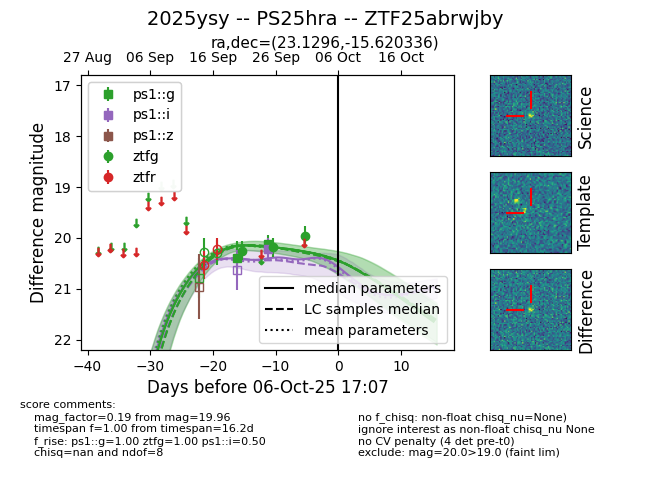 2025ysy -- PS25hra -- ZTF25abrwjby
ra,dec=(23.1296,-15.620336)
27 Aug 06 Sep 16 Sep 26 Sep 06 Oct 16 Oct
ps1::g
ps1::i
ps1::z
ztfg
ztfr
17
18
19
20
21
22
Difference magnitude
median parameters
LC samples median
mean parameters
−40 −30 −20 −10 0 10
Days before 06-Oct-25 17:07
Science
Template
Difference
score comments:
mag_factor=0.19 from mag=19.96
timespan f=1.00 from timespan=16.2d
f_rise: ps1::g=1.00 ztfg=1.00 ps1::i=0.50
chisq=nan and ndof=8
no f_chisq: non-float chisq_nu=None)
ignore interest as non-float chisq_nu None
no CV penalty (4 det pre-t0)
exclude: mag=20.0>19.0 (faint lim)